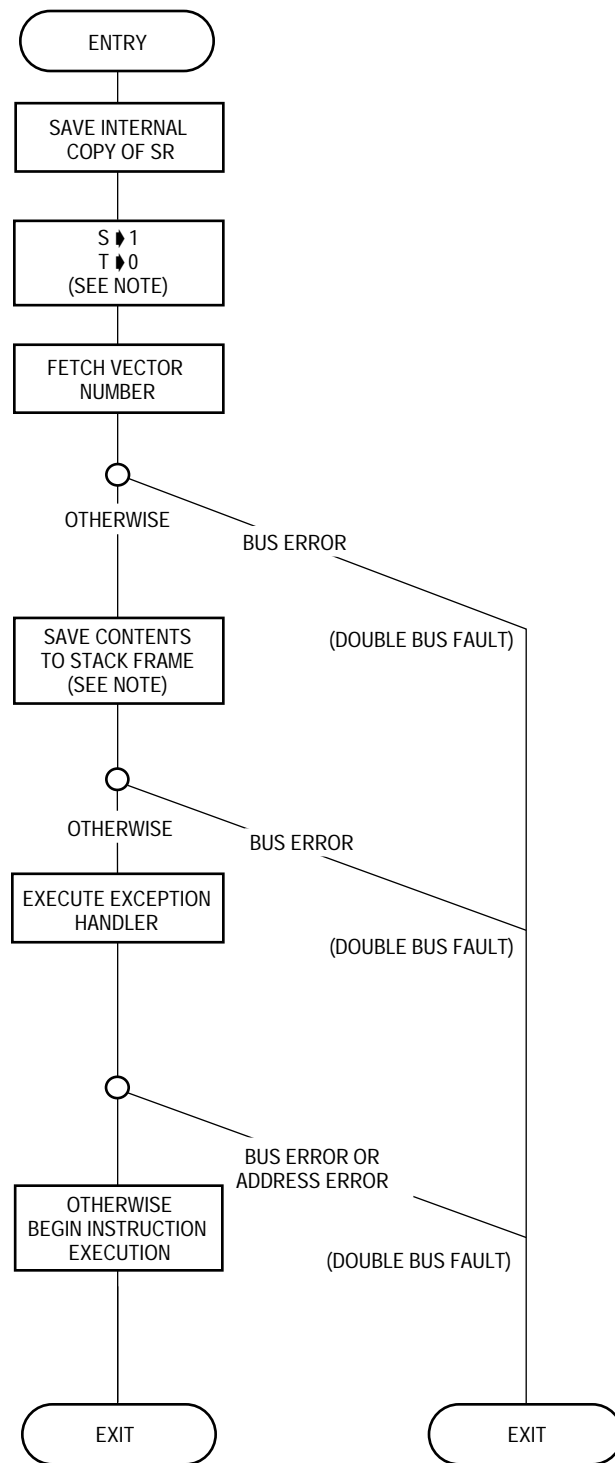 ENTRY
SAVE INTERNAL
COPY OF SR
S ➧ 1
T ➧ 0
(SEE NOTE)
FETCH VECTOR
NUMBER
OTHERWISE
BUS ERROR
(DOUBLE BUS FAULT)
SAVE CONTENTS
TO STACK FRAME
(SEE NOTE)
OTHERWISE
BUS ERROR
EXECUTE EXCEPTION
HANDLER
(DOUBLE BUS FAULT)
BUS ERROR OR
ADDRESS ERROR
OTHERWISE
BEGIN INSTRUCTION
EXECUTION
(DOUBLE BUS FAULT)
EXIT
EXIT